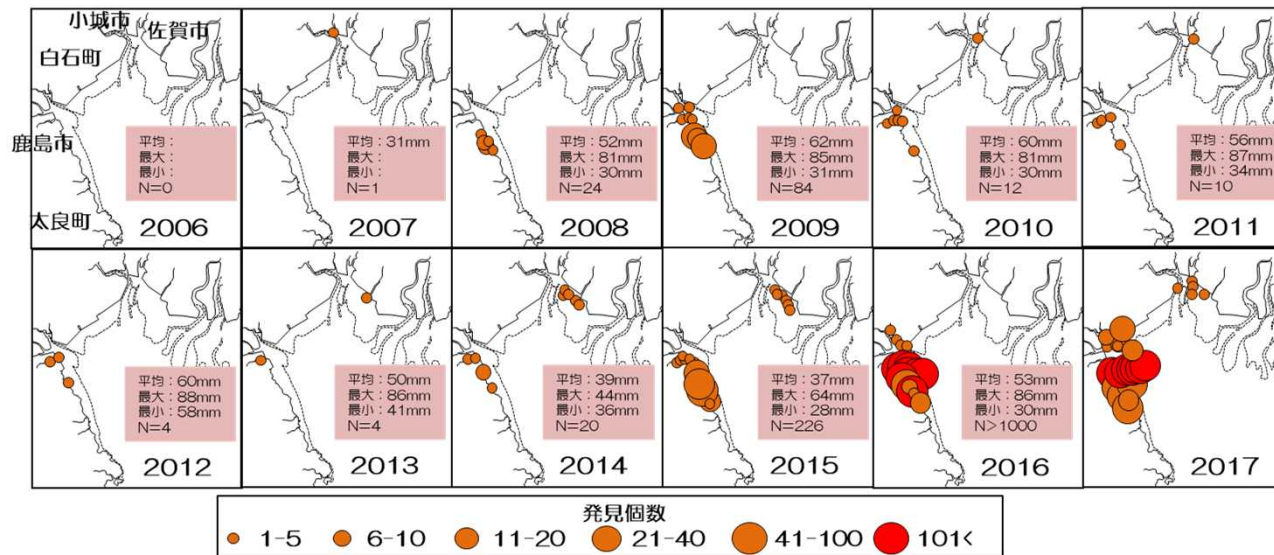 小城市
佐賀市
白石町
鹿島市
太良町
平均：
最大：
最小：
N=0
2006
平均：31mm
最大：
最小：
N=1
2007
平均：52mm
最大：81mm
最小：30mm
N=24
2008
平均：62mm
最大：85mm
最小：31mm
N=84
2009
平均：60mm
最大：81mm
最小：30mm
N=12
2010
平均：56mm
最大：87mm
最小：34mm
N=10
2011
平均：60mm
最大：88mm
最小：58mm
N=4
2012
平均：50mm
最大：86mm
最小：41mm
N=4
2013
平均：39mm
最大：44mm
最小：36mm
N=20
2014
平均：37mm
最大：64mm
最小：28mm
N=226
2015
平均：53mm
最大：86mm
最小：30mm
N>1000
2016
2017
発見個数
1-5 6-10 11-20 21-40 41-100 101<